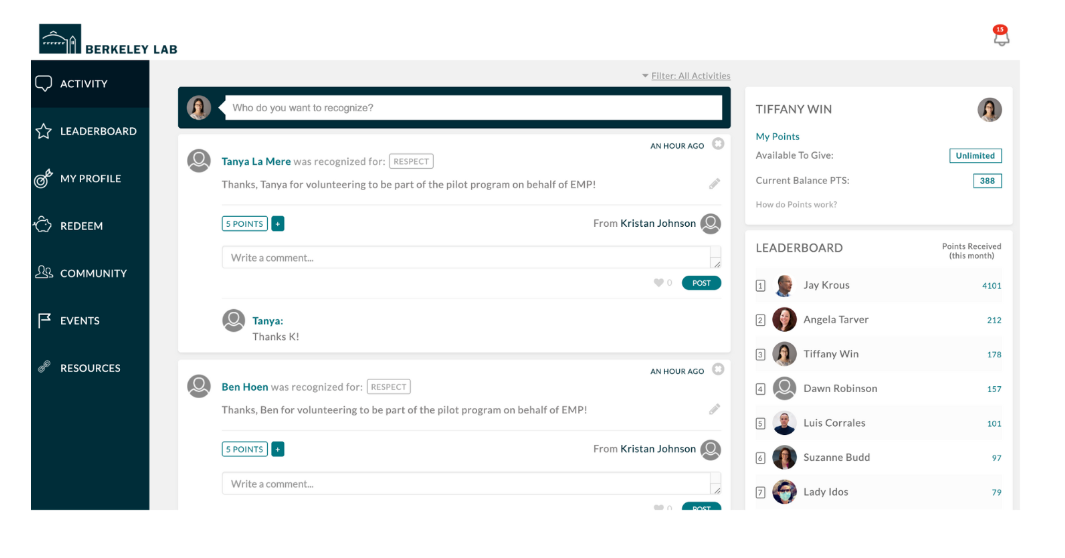 BERKELEY LAB
15
ACTIVITY
LEADERBOARD
MY PROFILE
REDEEM
COMMUNITY
EVENTS
RESOURCES
Filter: All Activities
Who do you want to recognize?
AN HOUR AGO
Tanya La Mere was recognized for: RESPECT
Thanks, Tanya for volunteering to be part of the pilot program on behalf of EMP!
5 POINTS +
From Kristan Johnson
Write a comment...
0 POST
Tanya:
Thanks K!
AN HOUR AGO
Ben Hoen was recognized for: RESPECT
Thanks, Ben for volunteering to be part of the pilot program on behalf of EMP!
5 POINTS +
From Kristan Johnson
Write a comment...
0 POST
TIFFANY WIN
My Points
Available To Give: Unlimited
Current Balance PTS: 388
How do Points work?
LEADERBOARD
Points Received
(this month)
1 Jay Krous 4101
2 Angela Tarver 212
3 Tiffany Win 178
4 Dawn Robinson 157
5 Luis Corrales 101
6 Suzanne Budd 97
7 Lady Idos 79